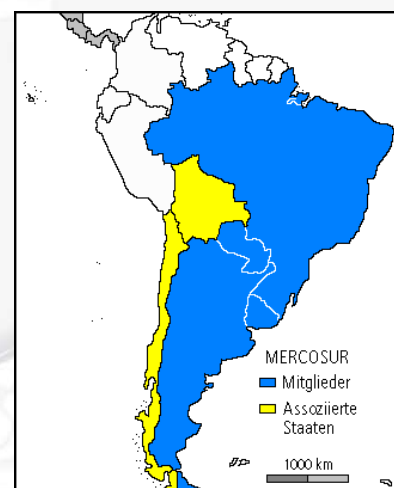 MERCOSUR
Mitglieder
Assoziierte
Staaten
1000 km